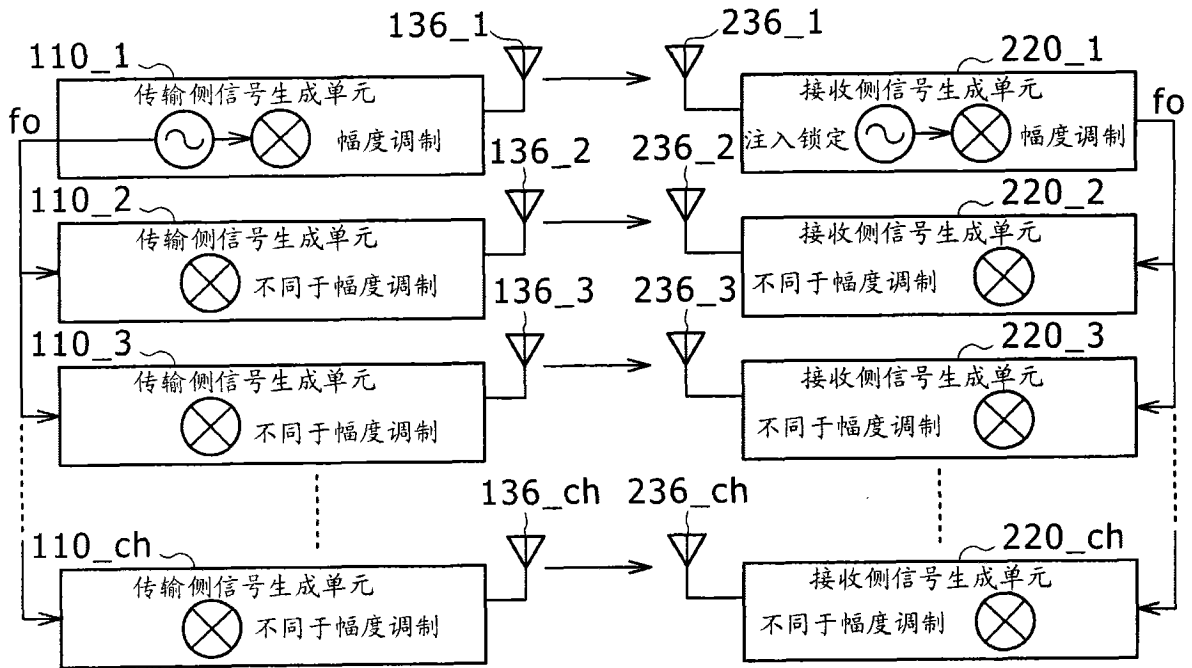 136_1
236_1
110_1
220_1
fo
传输侧信号生成单元
幅度调制
接收侧信号生成单元
注入锁定
幅度调制
fo
136_2
236_2
110_2
220_2
传输侧信号生成单元
不同于幅度调制
接收侧信号生成单元
不同于幅度调制
136_3
236_3
110_3
220_3
传输侧信号生成单元
不同于幅度调制
接收侧信号生成单元
不同于幅度调制
136_ch
236_ch
110_ch
220_ch
传输侧信号生成单元
不同于幅度调制
接收侧信号生成单元
不同于幅度调制